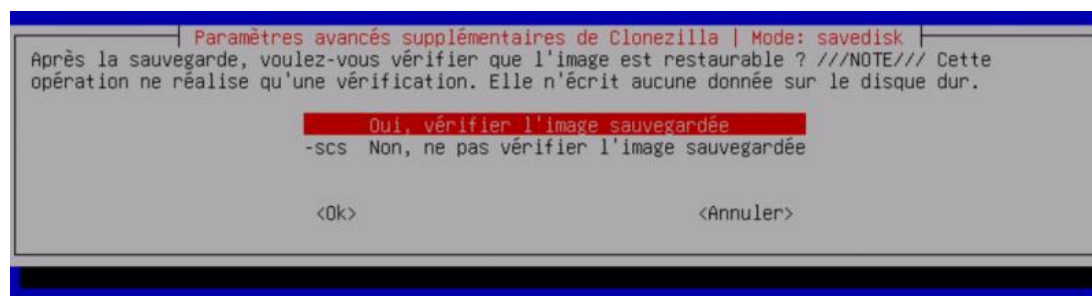 Paramètres avancés supplémentaires de Clonezilla | Mode: savedisk
Après la sauvegarde, voulez-vous vérifier que l'image est restaurable ? ///NOTE/// Cette
opération ne réalise qu'une vérification. Elle n'écrit aucune donnée sur le disque dur.
Oui, vérifier l'image sauvegardée
-scs Non, ne pas vérifier l'image sauvegardée
<Ok> <Annuler>